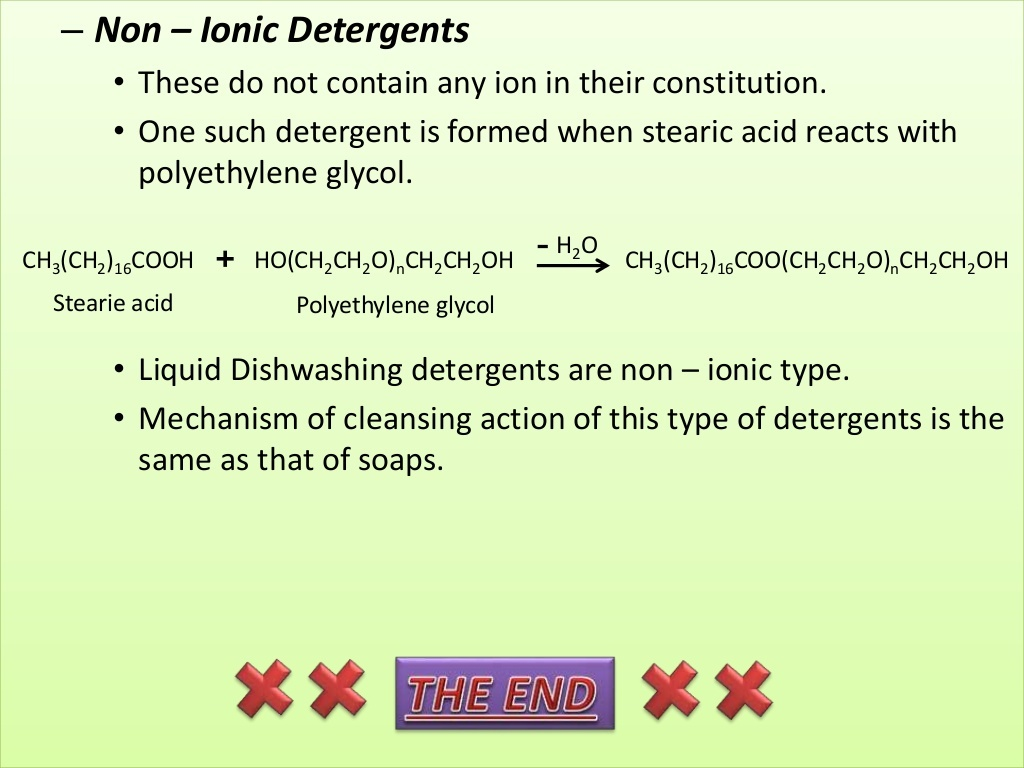 – Non – Ionic Detergents
• These do not contain any ion in their constitution.
• One such detergent is formed when stearic acid reacts with
polyethylene glycol.
CH₃(CH₂)₁₆COOH + HO(CH₂CH₂O)ₙCH₂CH₂OH - H₂O → CH₃(CH₂)₁₆COO(CH₂CH₂O)ₙCH₂CH₂OH
Stearie acid Polyethylene glycol
• Liquid Dishwashing detergents are non – ionic type.
• Mechanism of cleansing action of this type of detergents is the
same as that of soaps.
THE END